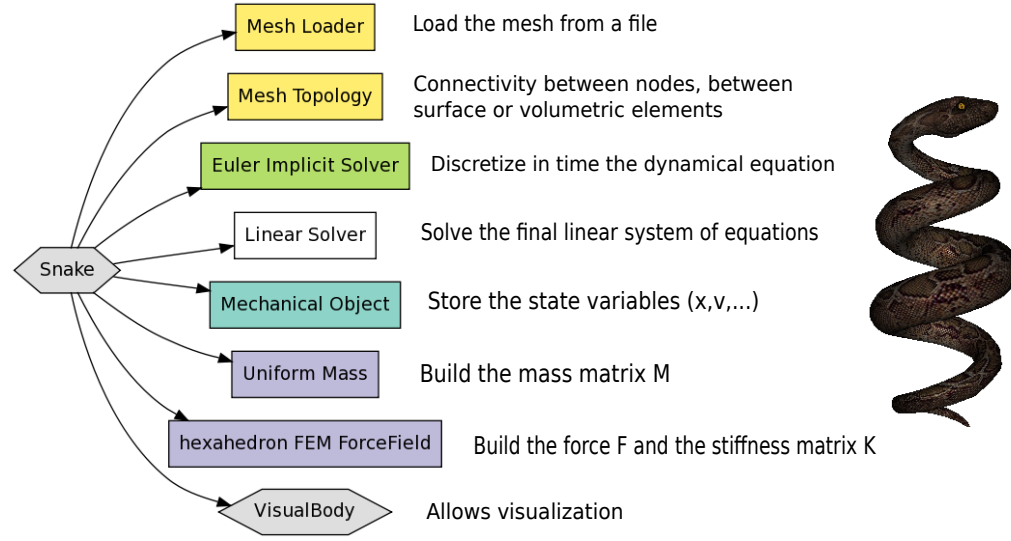 Mesh Loader
Load the mesh from a file
Mesh Topology
Connectivity between nodes, between
surface or volumetric elements
Euler Implicit Solver
Discretize in time the dynamical equation
Linear Solver
Solve the final linear system of equations
Snake
Mechanical Object
Store the state variables (x,v,...)
Uniform Mass
Build the mass matrix M
hexahedron FEM ForceField
Build the force F and the stiffness matrix K
VisualBody
Allows visualization